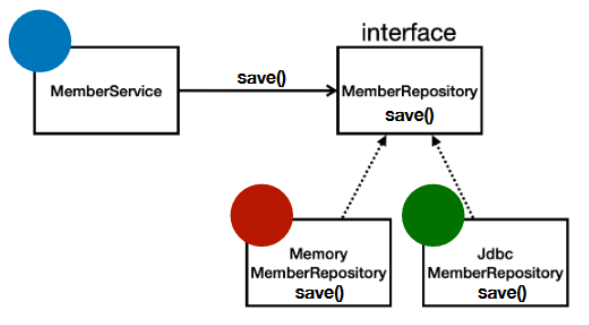 interface
save()
MemberService
MemberRepository
save()
Memory
MemberRepository
save()
Jdbc
MemberRepository
save()